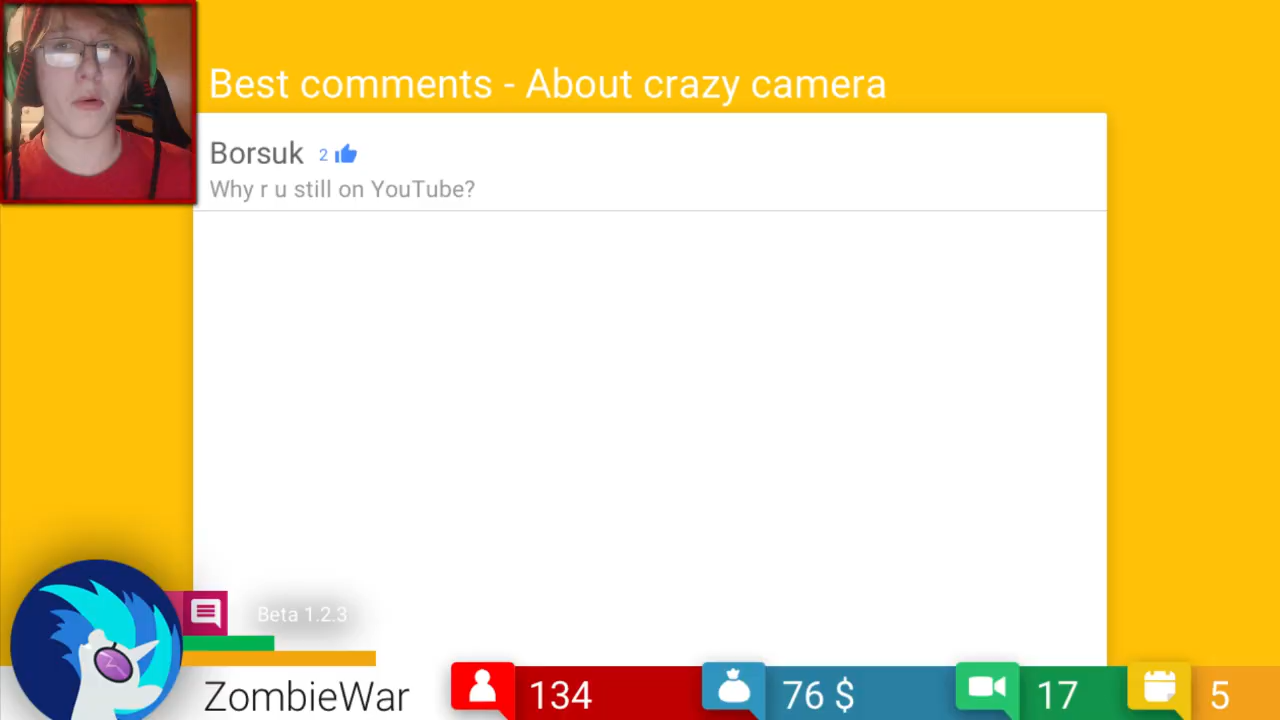 Best comments - About crazy camera
Borsuk 2
Why r u still on YouTube?
Beta 1.2.3
ZombieWar 134 76 $ 17 5